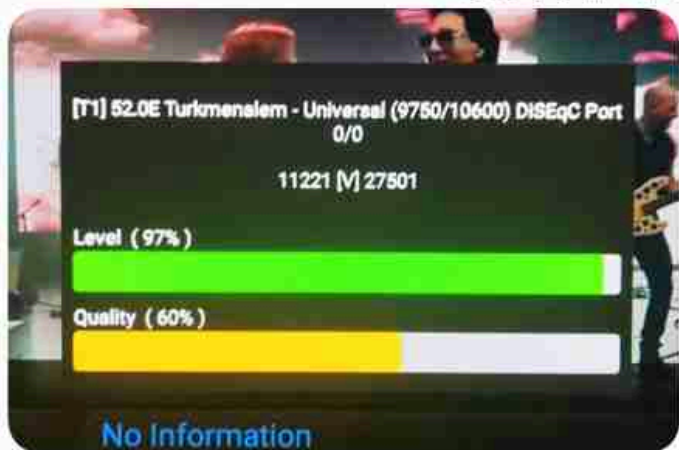 [T1] 52.0E Turkmenalem - Universal (9750/10600) DiSEqC Port
0/0
11221 [V] 27501
Level ( 97% )
Quality ( 60% )
No Information